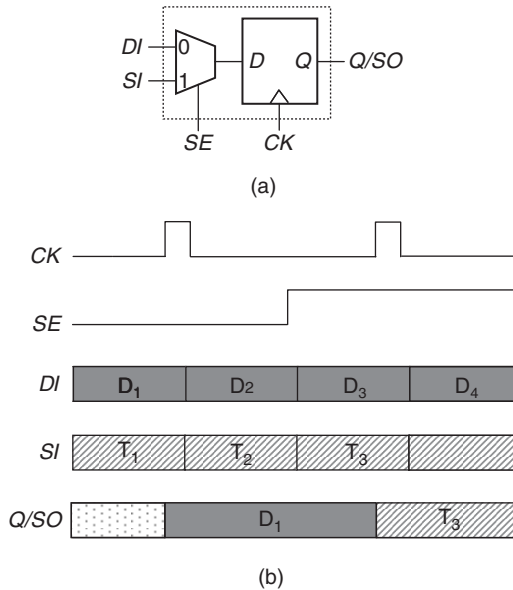 DI 0 D Q Q/SO
SI 1
SE CK
(a)
CK
SE
DI D₁ D2 D₃ D₄
SI T₁ T₂ T₃
Q/SO D₁ T₃
(b)